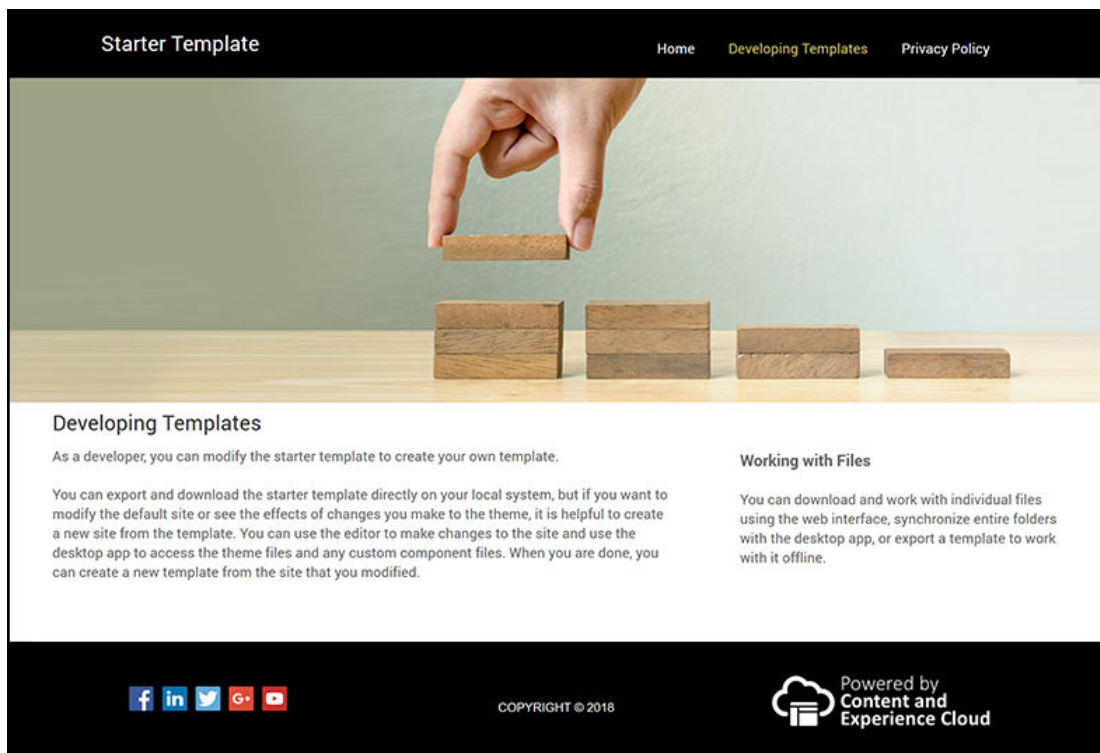 Starter Template
Home Developing Templates Privacy Policy
Developing Templates
As a developer, you can modify the starter template to create your own template.
You can export and download the starter template directly on your local system, but if you want to
modify the default site or see the effects of changes you make to the theme, it is helpful to create
a new site from the template. You can use the editor to make changes to the site and use the
desktop app to access the theme files and any custom component files. When you are done, you
can create a new template from the site that you modified.
Working with Files
You can download and work with individual files
using the web interface, synchronize entire folders
with the desktop app, or export a template to work
with it offline.
f in G+
COPYRIGHT © 2018
Powered by
Content and
Experience Cloud